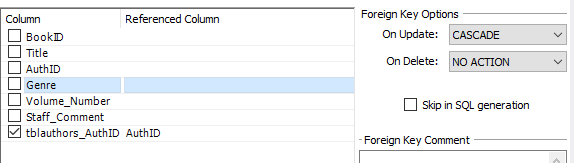 Column Referenced Column
BookID
Title
AuthID
Genre
Volume_Number
Staff_Comment
tblauthors_AuthID AuthID
Foreign Key Options
On Update: CASCADE
On Delete: NO ACTION
Skip in SQL generation
Foreign Key Comment